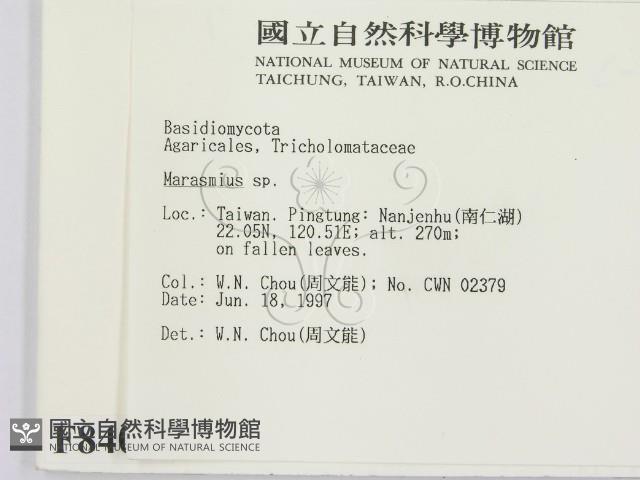 國立自然科學博物館
NATIONAL MUSEUM OF NATURAL SCIENCE
TAICHUNG, TAIWAN, R.O.CHINA
Basidiomycota
Agaricales, Tricholomataceae
Marasmius sp.
Loc.: Taiwan. Pingtung: Nanjenhu(南仁湖)
22.05N, 120.51E; alt. 270m;
on fallen leaves.
Col.: W.N. Chou(周文能); No. CWN 02379
Date: Jun. 18, 1997
Det.: W.N. Chou(周文能)
國立自然科學博物館
NATIONAL MUSEUM OF NATURAL SCIENCE